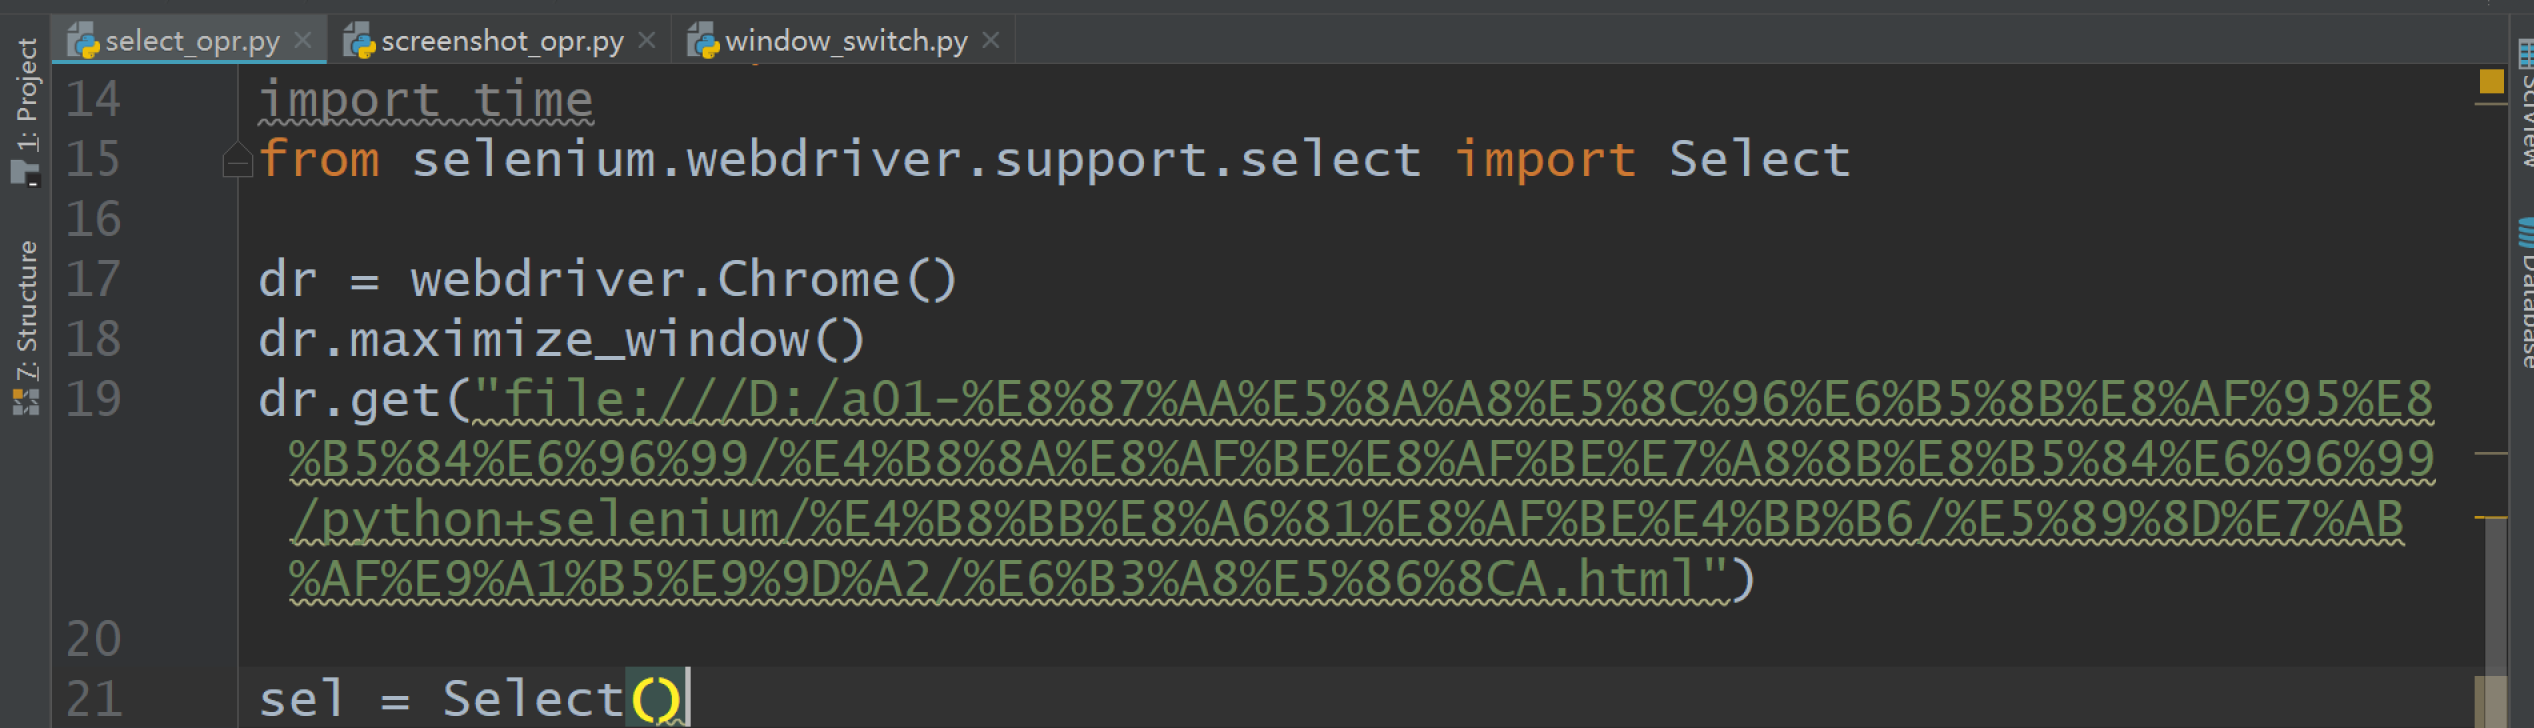 select_opr.py
screenshot_opr.py
window_switch.py
1: Project
7: Structure
SciView
Database
14 import time
15 from selenium.webdriver.support.select import Select
16
17 dr = webdriver.Chrome()
18 dr.maximize_window()
19 dr.get("file:///D:/a01-%E8%87%AA%E5%8A%A8%E5%8C%96%E6%B5%8B%E8%AF%95%E8
%B5%84%E6%96%99/%E4%B8%8A%E8%AF%BE%E8%AF%BE%E7%A8%8B%E8%B5%84%E6%96%99
/python+selenium/%E4%B8%BB%E8%A6%81%E8%AF%BE%E4%BB%B6/%E5%89%8D%E7%AB
%AF%E9%A1%B5%E9%9D%A2/%E6%B3%A8%E5%86%8CA.html")
20
21 sel = Select()